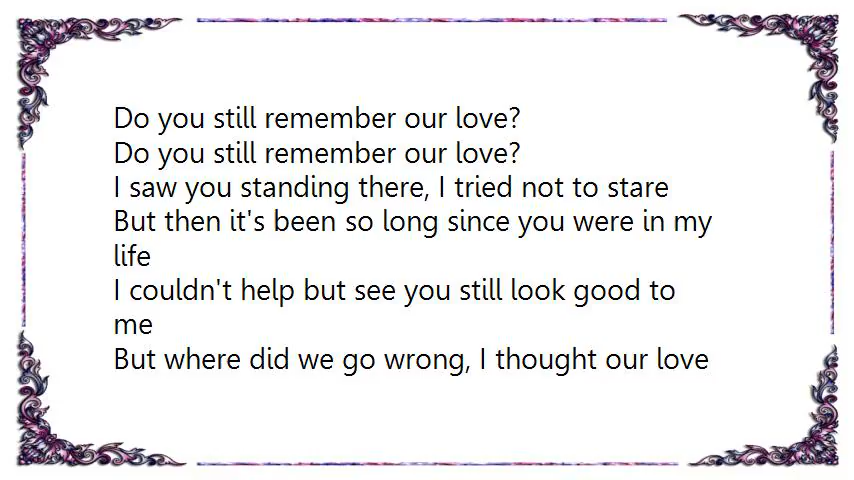 Do you still remember our love?
Do you still remember our love?
I saw you standing there, I tried not to stare
But then it's been so long since you were in my
life
I couldn't help but see you still look good to
me
But where did we go wrong, I thought our love